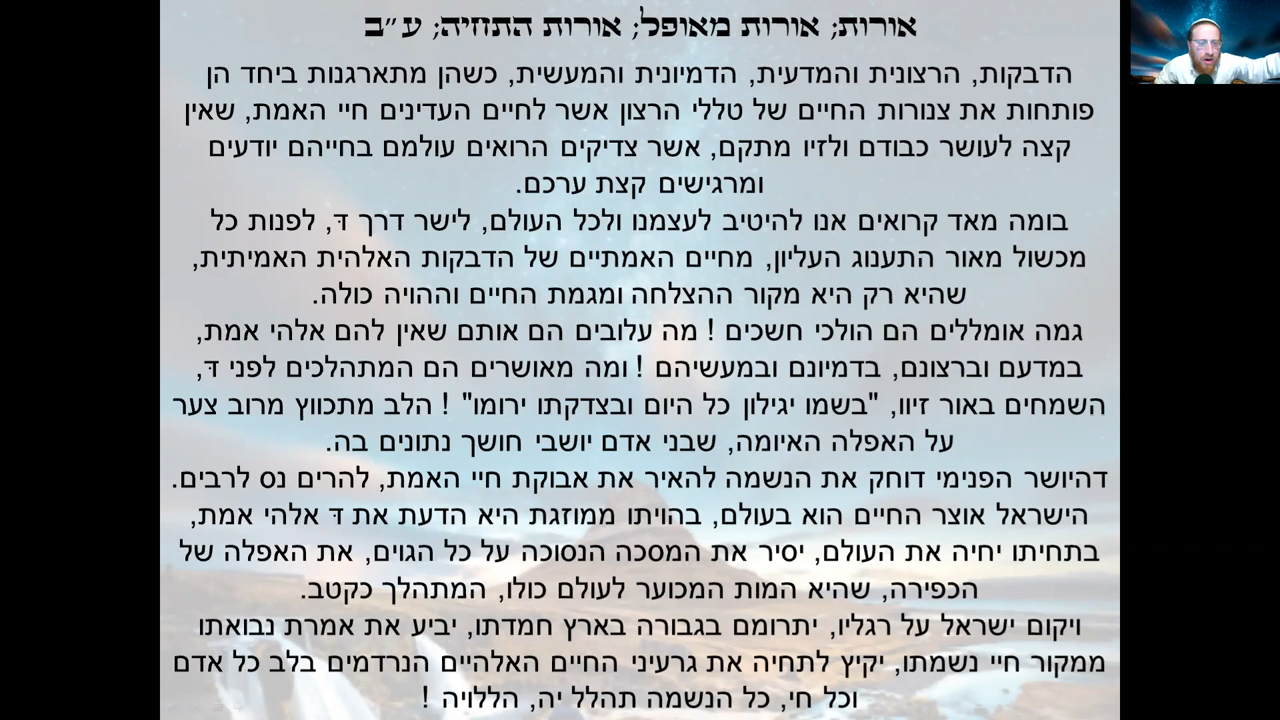 אורות; אורות מאופל; אורות התחיה; ע״ב
הדבקות, הרצונית והמדעית, הדמיונית והמעשית, כשהן מתארגנות ביחד הן
פותחות את צנורות החיים של טללי הרצון אשר לחיים העדינים חיי האמת, שאין
קצה לעושר כבודם ולזיו מתקם, אשר צדיקים הרואים עולמם בחייהם יודעים
ומרגישים קצת ערכם.
בומה מאד קרואים אנו להיטיב לעצמנו ולכל העולם, לישר דרך ד', לפנות כל
מכשול מאור התענוג העליון, מחיים האמתיים של הדבקות האלהית האמיתית,
שהיא רק היא מקור ההצלחה ומגמת החיים וההויה כולה.
גמה אומללים הם הולכי חשכים ! מה עלובים הם אותם שאין להם אלהי אמת,
במדעם וברצונם, בדמיונם ובמעשיהם ! ומה מאושרים הם המתהלכים לפני ד',
השמחים באור זיוו, "בשמו יגילון כל היום ובצדקתו ירומו" ! הלב מתכווץ מרוב צער
על האפלה האיומה, שבני אדם יושבי חושך נתונים בה.
דהיושר הפנימי דוחק את הנשמה להאיר את אבוקת חיי האמת, להרים נס לרבים.
הישראל אוצר החיים הוא בעולם, בהויתו ממוזגת היא הדעת את ד' אלהי אמת,
בתחיתו יחיה את העולם, יסיר את המסכה הנסוכה על כל הגוים, את האפלה של
הכפירה, שהיא המות המכוער לעולם כולו, המתהלך כקטב.
ויקום ישראל על רגליו, יתרומם בגבורה בארץ חמדתו, יביע את אמרת נבואתו
ממקור חיי נשמתו, יקיץ לתחיה את גרעיני החיים האלהיים הנרדמים בלב כל אדם
וכל חי, כל הנשמה תהלל יה, הללויה !